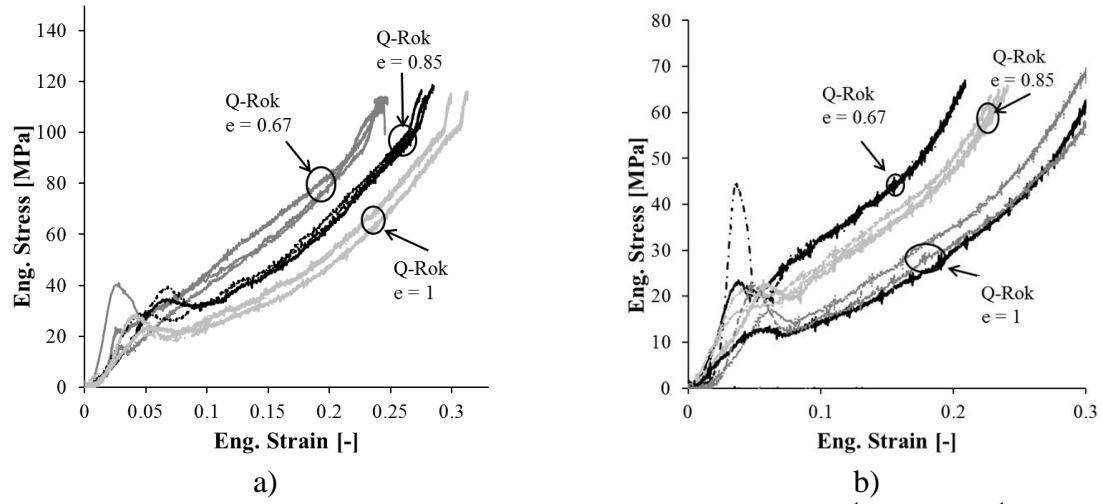 140
120
100
80
60
40
20
0
Eng. Stress [MPa]
0
0.05
0.1
0.15
0.2
0.25
0.3
Eng. Strain [-]
Q-Rok
e = 0.67
Q-Rok
e = 0.85
Q-Rok
e = 1
a)
80
70
60
50
40
30
20
10
0
Eng. Stress [MPa]
0
0.1
0.2
0.3
Eng. Strain [-]
Q-Rok
e = 0.67
Q-Rok
e = 0.85
Q-Rok
e = 1
b)